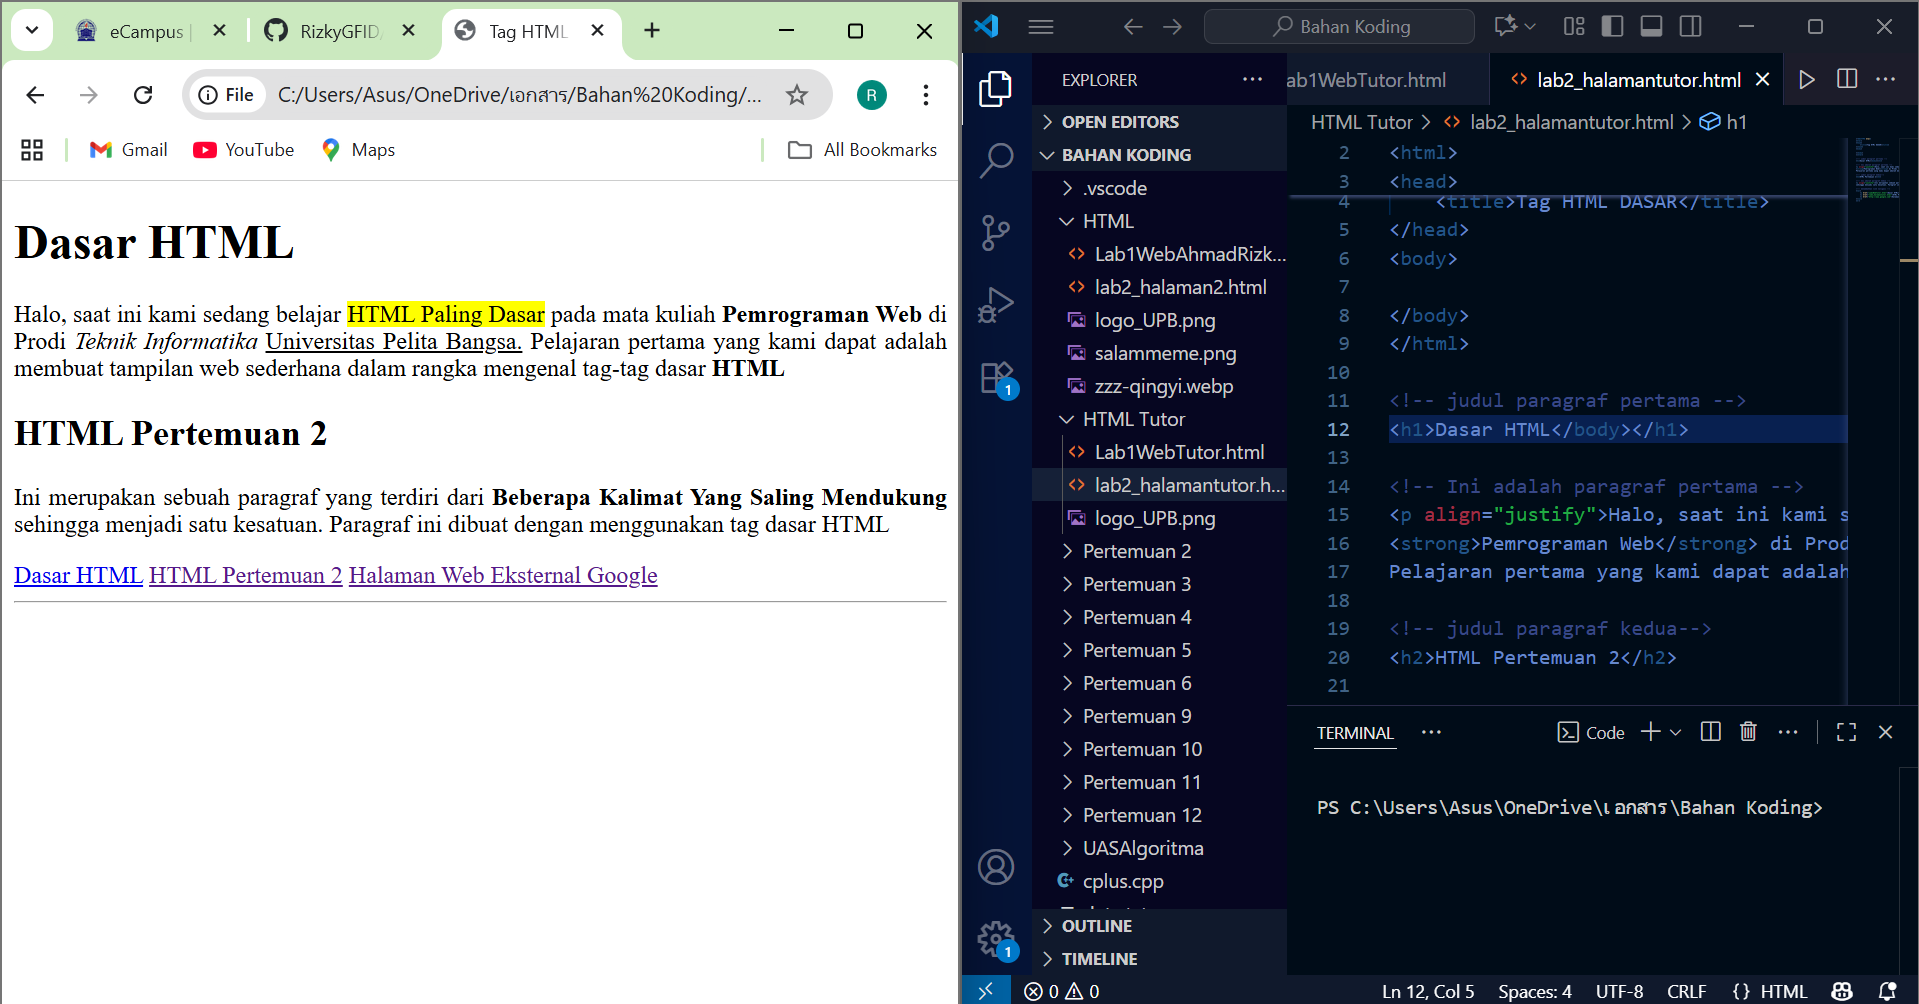 eCampus
RizkyGFID
Tag HTML
File
C:/Users/Asus/OneDrive/เอกสาร/Bahan%20Koding/...
R
Gmail
YouTube
Maps
All Bookmarks
Dasar HTML
Halo, saat ini kami sedang belajar HTML Paling Dasar pada mata kuliah Pemrograman Web di
Prodi Teknik Informatika Universitas Pelita Bangsa. Pelajaran pertama yang kami dapat adalah
membuat tampilan web sederhana dalam rangka mengenal tag-tag dasar HTML
HTML Pertemuan 2
Ini merupakan sebuah paragraf yang terdiri dari Beberapa Kalimat Yang Saling Mendukung
sehingga menjadi satu kesatuan. Paragraf ini dibuat dengan menggunakan tag dasar HTML
Dasar HTML HTML Pertemuan 2 Halaman Web Eksternal Google
Bahan Koding
EXPLORER
OPEN EDITORS
BAHAN KODING
.vscode
HTML
Lab1WebAhmadRizk...
lab2_halaman2.html
logo_UPB.png
salammeme.png
zzz-qingyi.webp
HTML Tutor
Lab1WebTutor.html
lab2_halamantutor.h...
logo_UPB.png
Pertemuan 2
Pertemuan 3
Pertemuan 4
Pertemuan 5
Pertemuan 6
Pertemuan 9
Pertemuan 10
Pertemuan 11
Pertemuan 12
UASAlgoritma
cplus.cpp
OUTLINE
TIMELINE
1
1
ab1WebTutor.html
lab2_halamantutor.html
HTML Tutor > lab2_halamantutor.html > h1
2 <html>
3 <head>
4 <title>Tag HTML DASAR</title>
5 </head>
6 <body>
7
8 </body>
9 </html>
10
11 <!-- judul paragraf pertama -->
12 <h1>Dasar HTML</body></h1>
13
14 <!-- Ini adalah paragraf pertama -->
15 <p align="justify">Halo, saat ini kami s
16 <strong>Pemrograman Web</strong> di Prod
17 Pelajaran pertama yang kami dapat adalah
18
19 <!-- judul paragraf kedua-->
20 <h2>HTML Pertemuan 2</h2>
21
TERMINAL
Code
PS C:\Users\Asus\OneDrive\เอกสาร\Bahan Koding>
0 0
Ln 12, Col 5
Spaces: 4
UTF-8
CRLF
{ } HTML